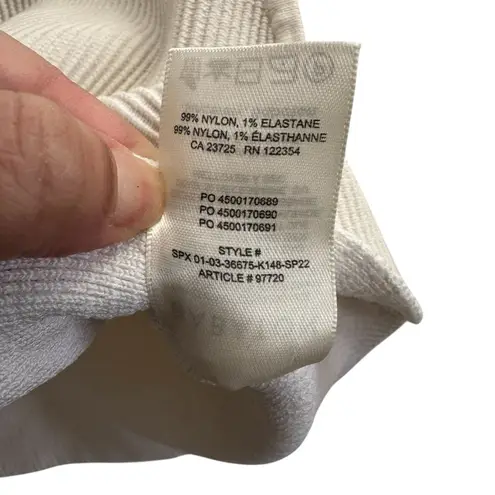 99% NYLON, 1% ELASTANE
99% NYLON, 1% ÉLASTHANNE
CA 23725 RN 122354
PO 4500170689
PO 4500170690
PO 4500170691
STYLE #
SPX 01-03-36675-K148-SP22
ARTICLE # 97720